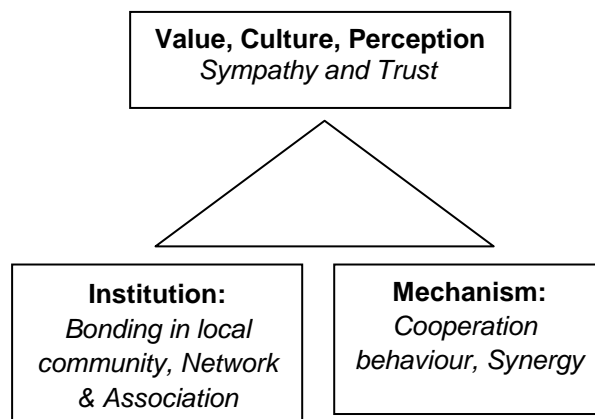 Value, Culture, Perception
Sympathy and Trust
Institution:
Bonding in local
community, Network
& Association
Mechanism:
Cooperation
behaviour, Synergy